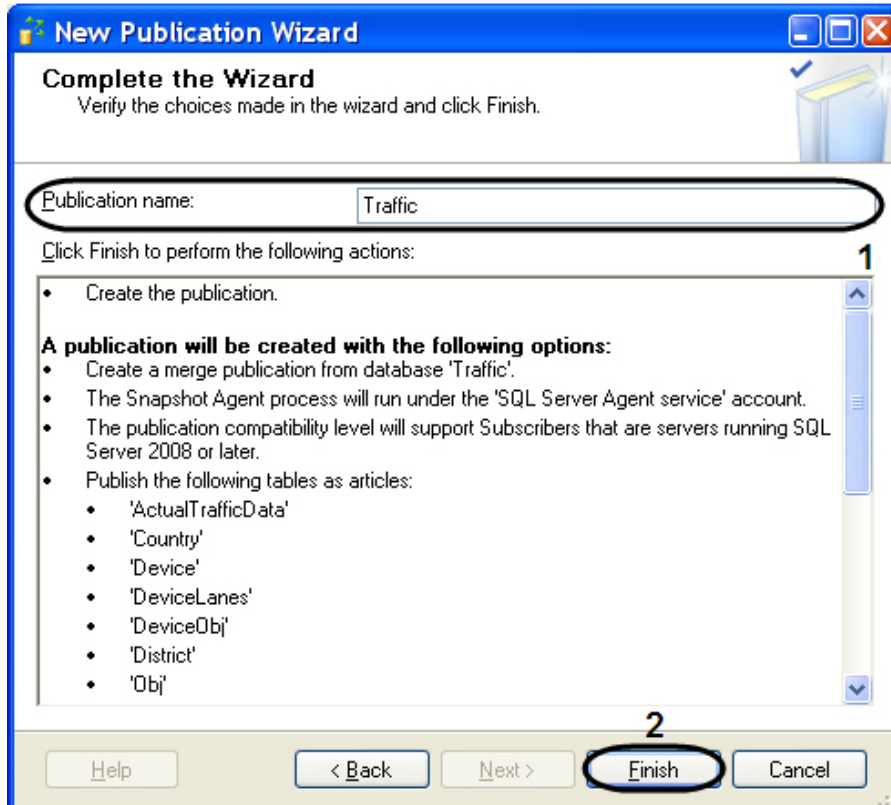 New Publication Wizard
Complete the Wizard
Verify the choices made in the wizard and click Finish.
Publication name: Traffic
1
Click Finish to perform the following actions:
• Create the publication.
A publication will be created with the following options:
• Create a merge publication from database 'Traffic'.
• The Snapshot Agent process will run under the 'SQL Server Agent service' account.
• The publication compatibility level will support Subscribers that are servers running SQL
Server 2008 or later.
• Publish the following tables as articles:
• 'ActualTrafficData'
• 'Country'
• 'Device'
• 'DeviceLanes'
• 'DeviceObj'
• 'District'
• 'Obj'
2
Help < Back Next > Finish Cancel